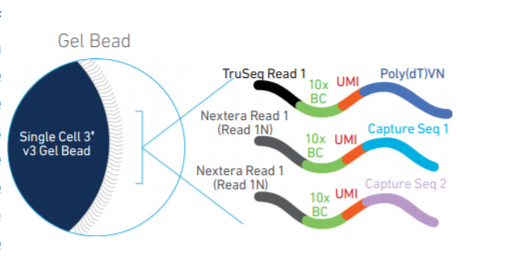 Gel Bead
Single Cell 3'
v3 Gel Bead
TruSeq Read 1
10x
BC
UMI
Poly(dT)VN
Nextera Read 1
(Read 1N)
10x
BC
UMI
Capture Seq 1
Nextera Read 1
(Read 1N)
10x
BC
UMI
Capture Seq 2